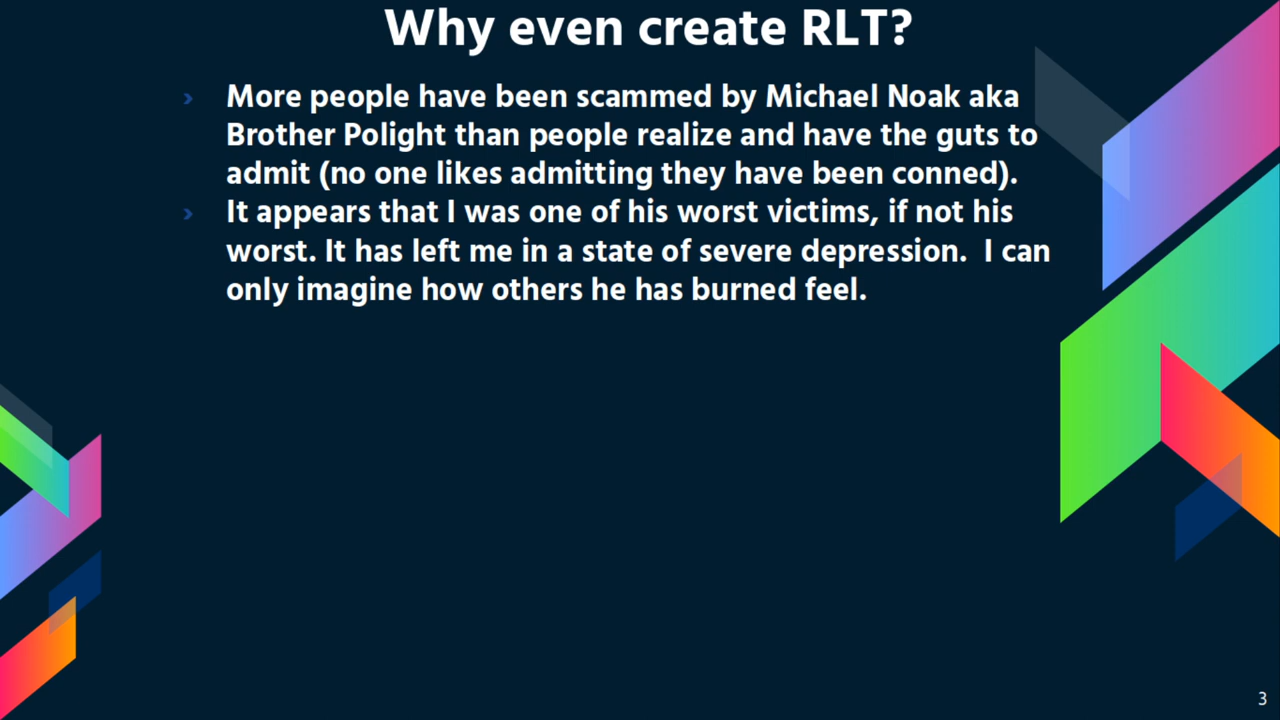 Why even create RLT?
› More people have been scammed by Michael Noak aka
Brother Polight than people realize and have the guts to
admit (no one likes admitting they have been conned).
› It appears that I was one of his worst victims, if not his
worst. It has left me in a state of severe depression.  I can
only imagine how others he has burned feel.
3